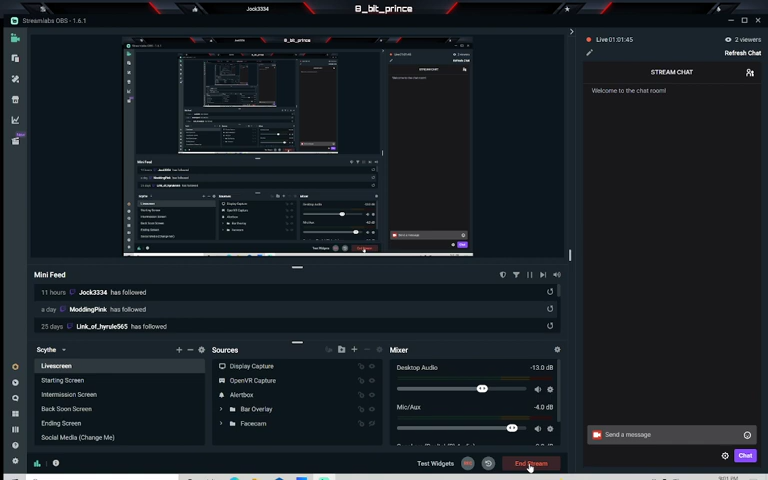 Jock3334
8_bit_prince
Streamlabs OBS - 1.6.1
Live 01:01:45
2 viewers
Refresh Chat
STREAM CHAT
Welcome to the chat room!
Mini Feed
11 hours Jock3334 has followed
a day ModdingPink has followed
25 days Link_of_hyrule565 has followed
Scythe
Sources
Mixer
Livescreen
Starting Screen
Intermission Screen
Back Soon Screen
Ending Screen
Social Media (Change Me)
Display Capture
OpenVR Capture
Alertbox
Bar Overlay
Facecam
Desktop Audio
-13.0 dB
Mic/Aux
-4.0 dB
Send a message
Chat
Test Widgets
REC
End Stream
9:01 PM